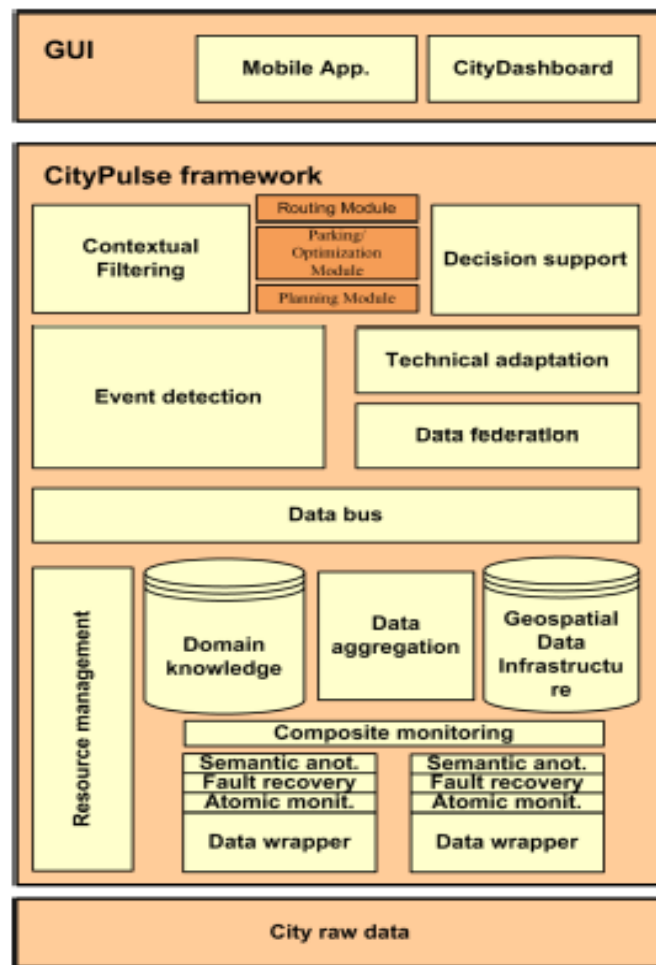 GUI
Mobile App.
CityDashboard
CityPulse framework
Contextual
Filtering
Routing Module
Parking/
Optimization
Module
Planning Module
Decision support
Event detection
Technical adaptation
Data federation
Data bus
Resource management
Domain
knowledge
Data
aggregation
Geospatial
Data
Infrastructu
re
Composite monitoring
Semantic anot.
Fault recovery
Atomic monit.
Data wrapper
Semantic anot.
Fault recovery
Atomic monit.
Data wrapper
City raw data